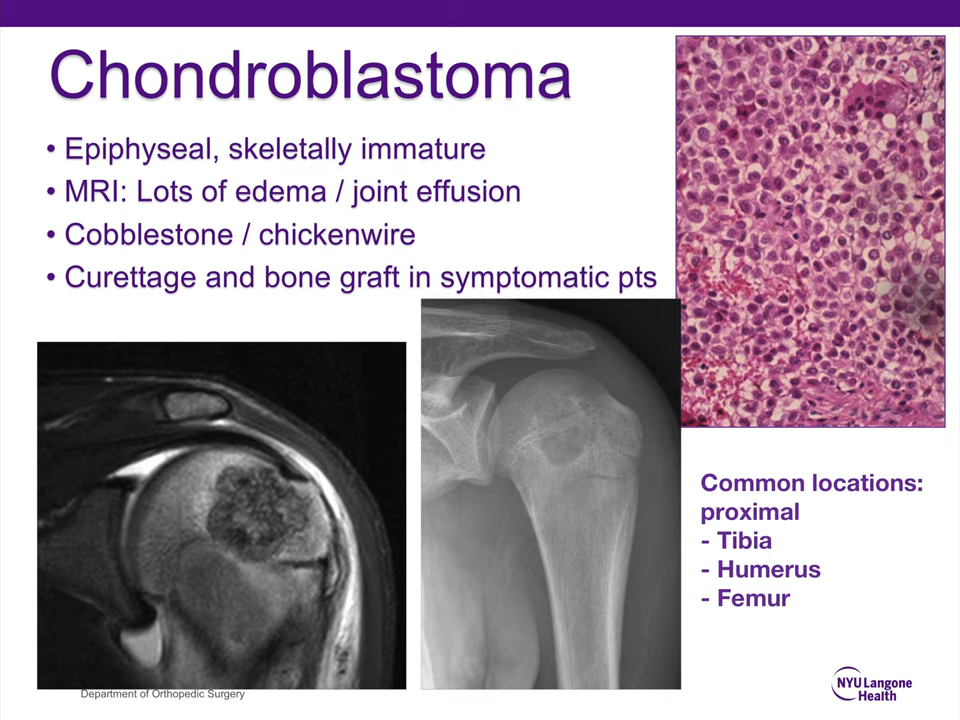 Chondroblastoma
• Epiphyseal, skeletally immature
• MRI: Lots of edema / joint effusion
• Cobblestone / chickenwire
• Curettage and bone graft in symptomatic pts
Common locations:
proximal
- Tibia
- Humerus
- Femur
Department of Orthopedic Surgery
NYU Langone
Health